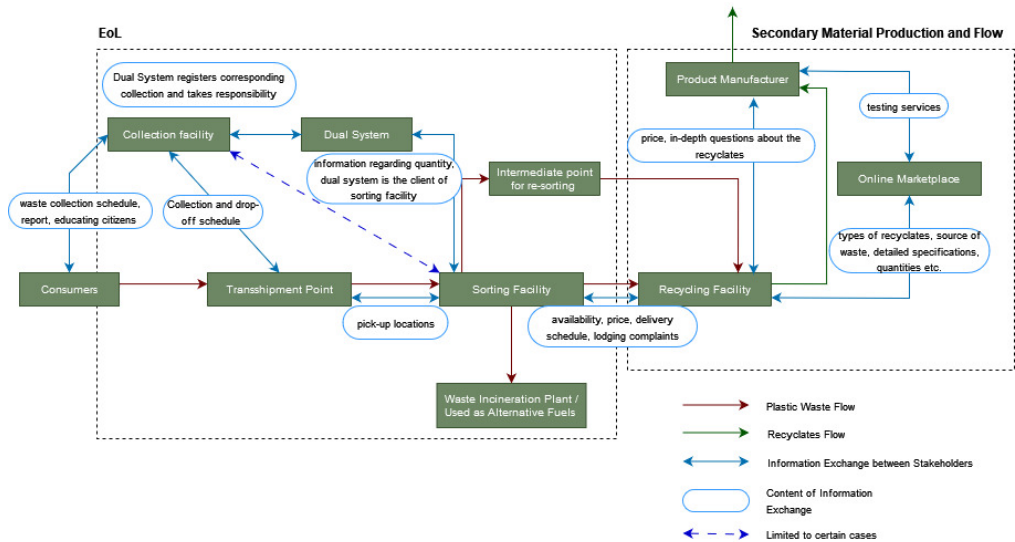 EoL
Secondary Material Production and Flow
Dual System registers corresponding
collection and takes responsibility
Product Manufacturer
testing services
Collection facility
Dual System
price, in-depth questions about the
recyclates
information regarding quantity,
dual system is the client of
sorting facility
Intermediate point
for re-sorting
Online Marketplace
waste collection schedule,
report, educating citizens
Collection and drop-
off schedule
types of recyclates, source of
waste, detailed specifications,
quantities etc.
Consumers
Transshipment Point
Sorting Facility
Recycling Facility
pick-up locations
availability, price, delivery
schedule, lodging complaints
Waste Incineration Plant /
Used as Alternative Fuels
Plastic Waste Flow
Recyclates Flow
Information Exchange between Stakeholders
Content of Information
Exchange
Limited to certain cases